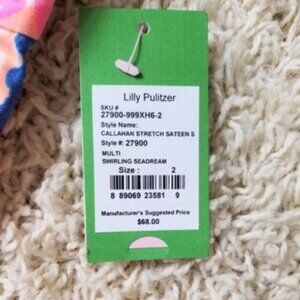 Lilly Pulitzer
SKU #
27900-999XH6-2
Style Name:
CALLAHAN STRETCH SATEEN S
Style #: 27900
MULTI
SWIRLING SEADREAM
Size : 2
8 89069 23581 9
Manufacturer's Suggested Price
$68.00